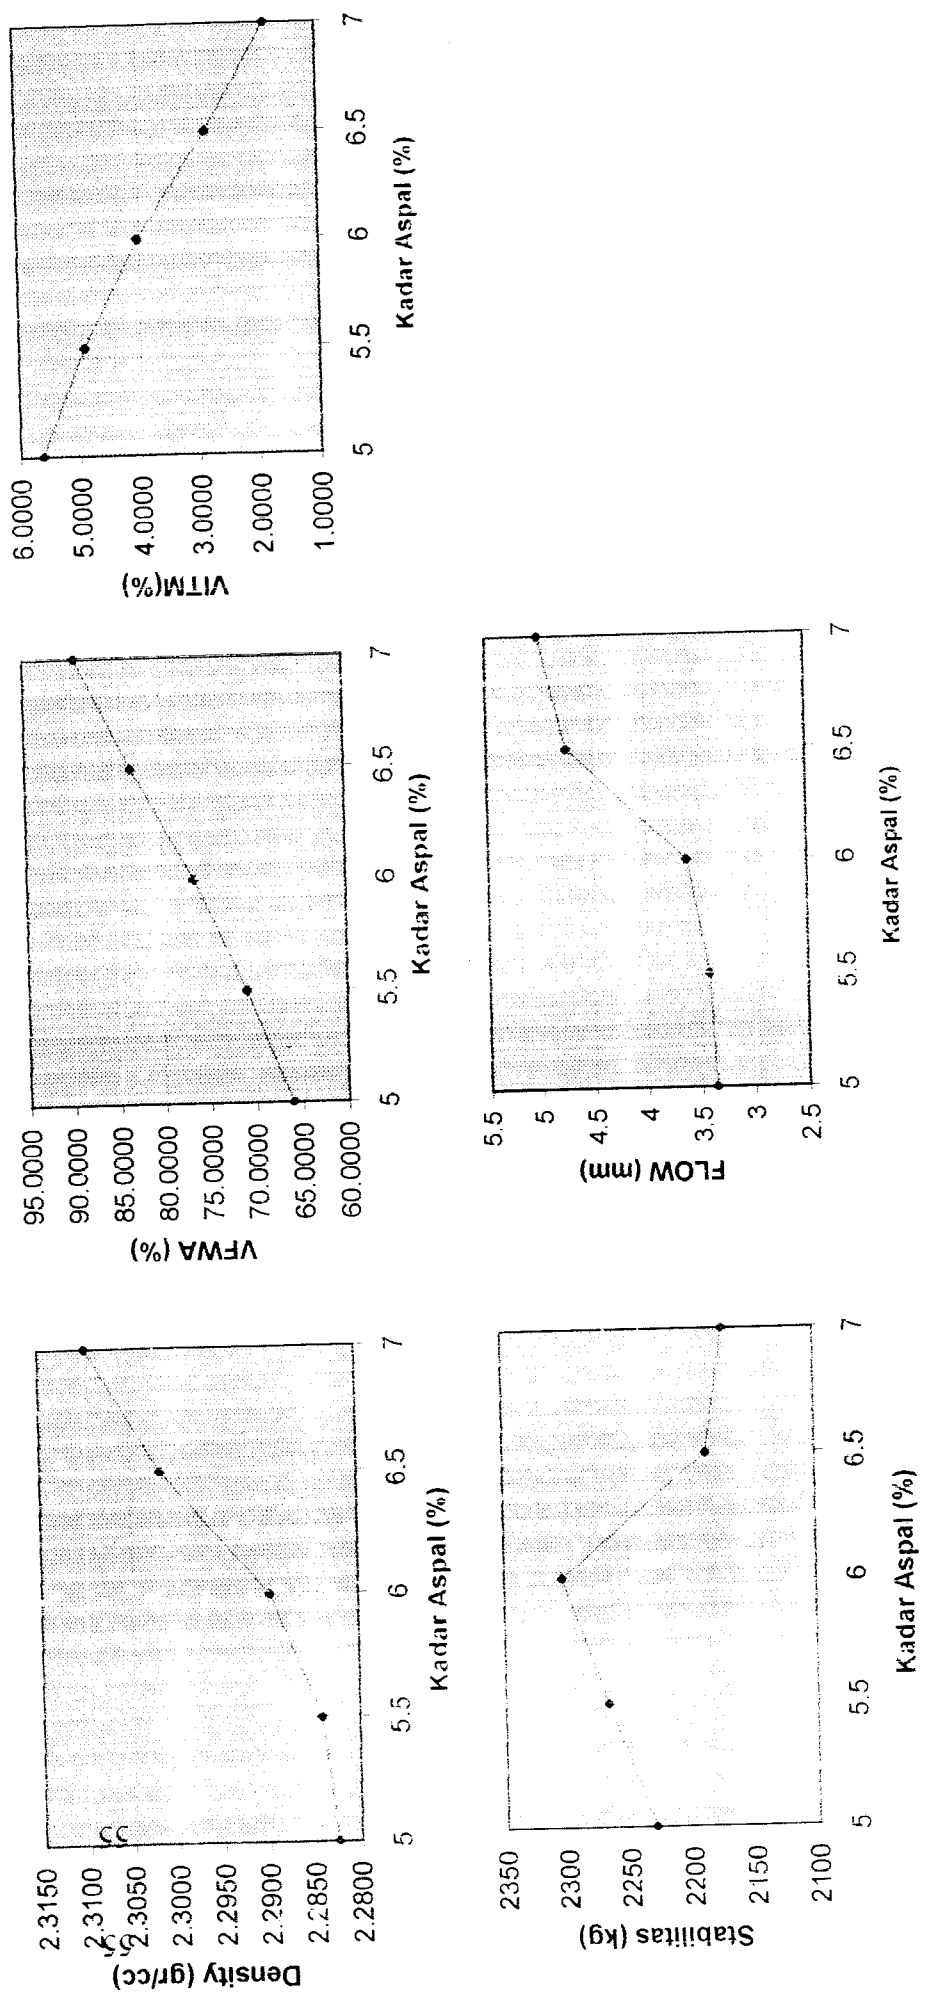 2.3150
2.3100
2.3050
2.3000
2.2950
2.2900
2.2850
2.2800
Density (gr/cc)
5 5.5 6 6.5 7
Kadar Aspal (%)
95.0000
90.0000
85.0000
80.0000
75.0000
70.0000
65.0000
60.0000
VFWA (%)
5 5.5 6 6.5 7
Kadar Aspal (%)
6.0000
5.0000
4.0000
3.0000
2.0000
1.0000
VITM(%)
5 5.5 6 6.5 7
Kadar Aspal (%)
2350
2300
2250
2200
2150
2100
Stabilitas (kg)
5 5.5 6 6.5 7
Kadar Aspal (%)
5.5
5
4.5
4
3.5
3
2.5
FLOW (mm)
5 5.5 6 6.5 7
Kadar Aspal (%)